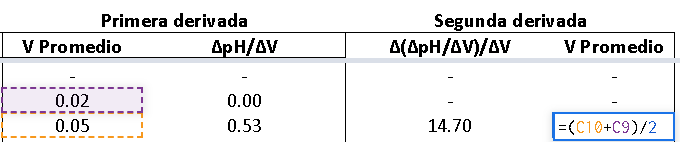 Primera derivada Segunda derivada
V Promedio ΔpH/ΔV Δ(ΔpH/ΔV)/ΔV V Promedio
- - - -
0.02 0.00 - -
0.05 0.53 14.70 =(C10+C9)/2